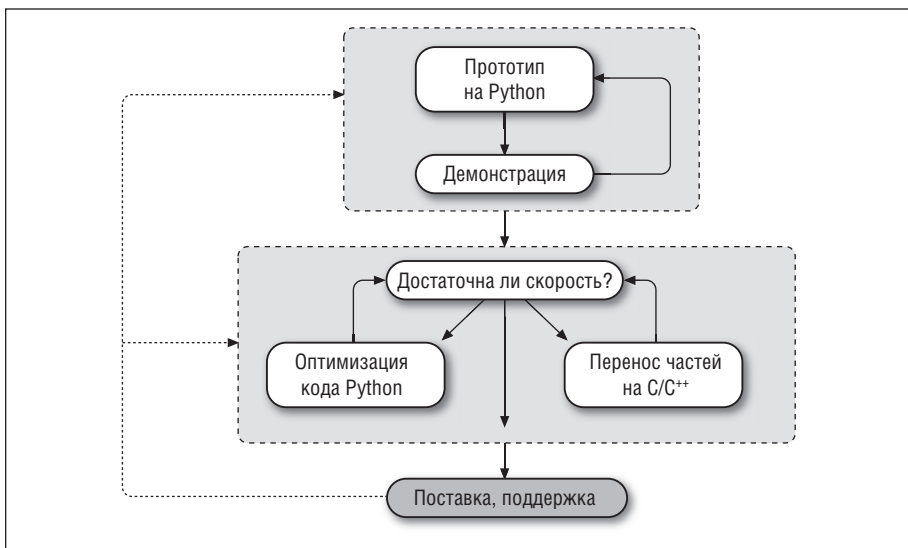 Прототип
на Python
Демонстрация
Достаточна ли скорость?
Оптимизация
кода Python
Перенос частей
на C/C++
Поставка, поддержка